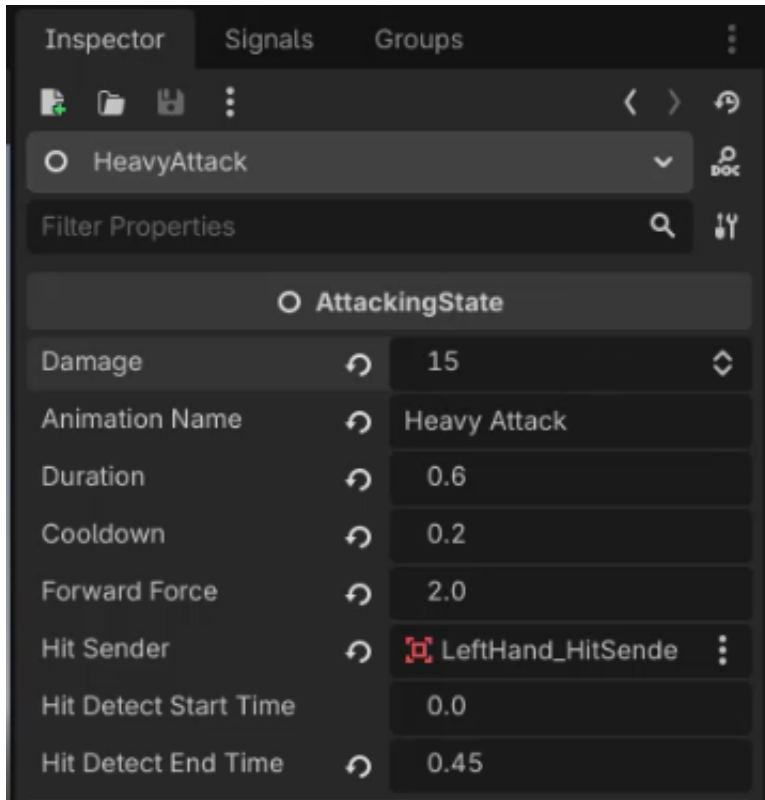 Inspector Signals Groups
HeavyAttack
DOC
Filter Properties
AttackingState
Damage 15
Animation Name Heavy Attack
Duration 0.6
Cooldown 0.2
Forward Force 2.0
Hit Sender LeftHand_HitSende
Hit Detect Start Time 0.0
Hit Detect End Time 0.45